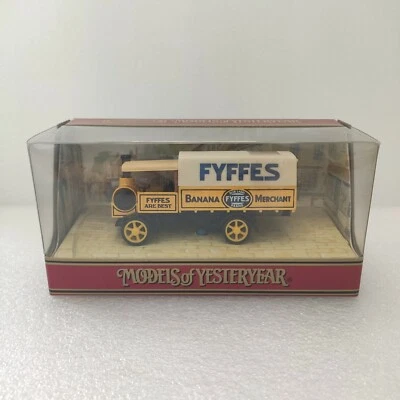 FYFFES
FYFFES
ARE BEST
BANANA FYFFES MERCHANT
MODELS of YESTERYEAR